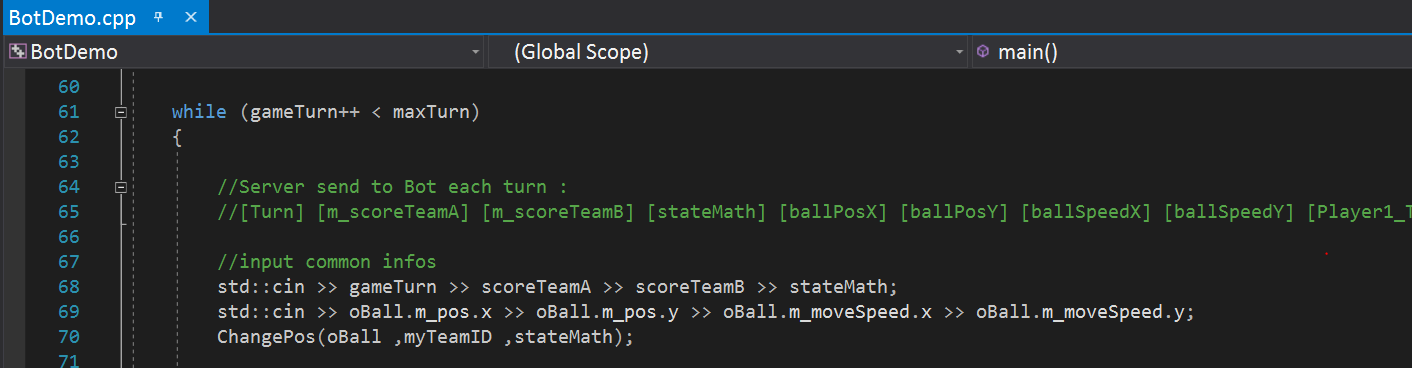 BotDemo.cpp
BotDemo (Global Scope) main()
60
61 while (gameTurn++ < maxTurn)
62 {
63
64 //Server send to Bot each turn :
65 //[Turn] [m_scoreTeamA] [m_scoreTeamB] [stateMath] [ballPosX] [ballPosY] [ballSpeedX] [ballSpeedY] [Player1_T
66
67 //input common infos
68 std::cin >> gameTurn >> scoreTeamA >> scoreTeamB >> stateMath;
69 std::cin >> oBall.m_pos.x >> oBall.m_pos.y >> oBall.m_moveSpeed.x >> oBall.m_moveSpeed.y;
70 ChangePos(oBall ,myTeamID ,stateMath);
71